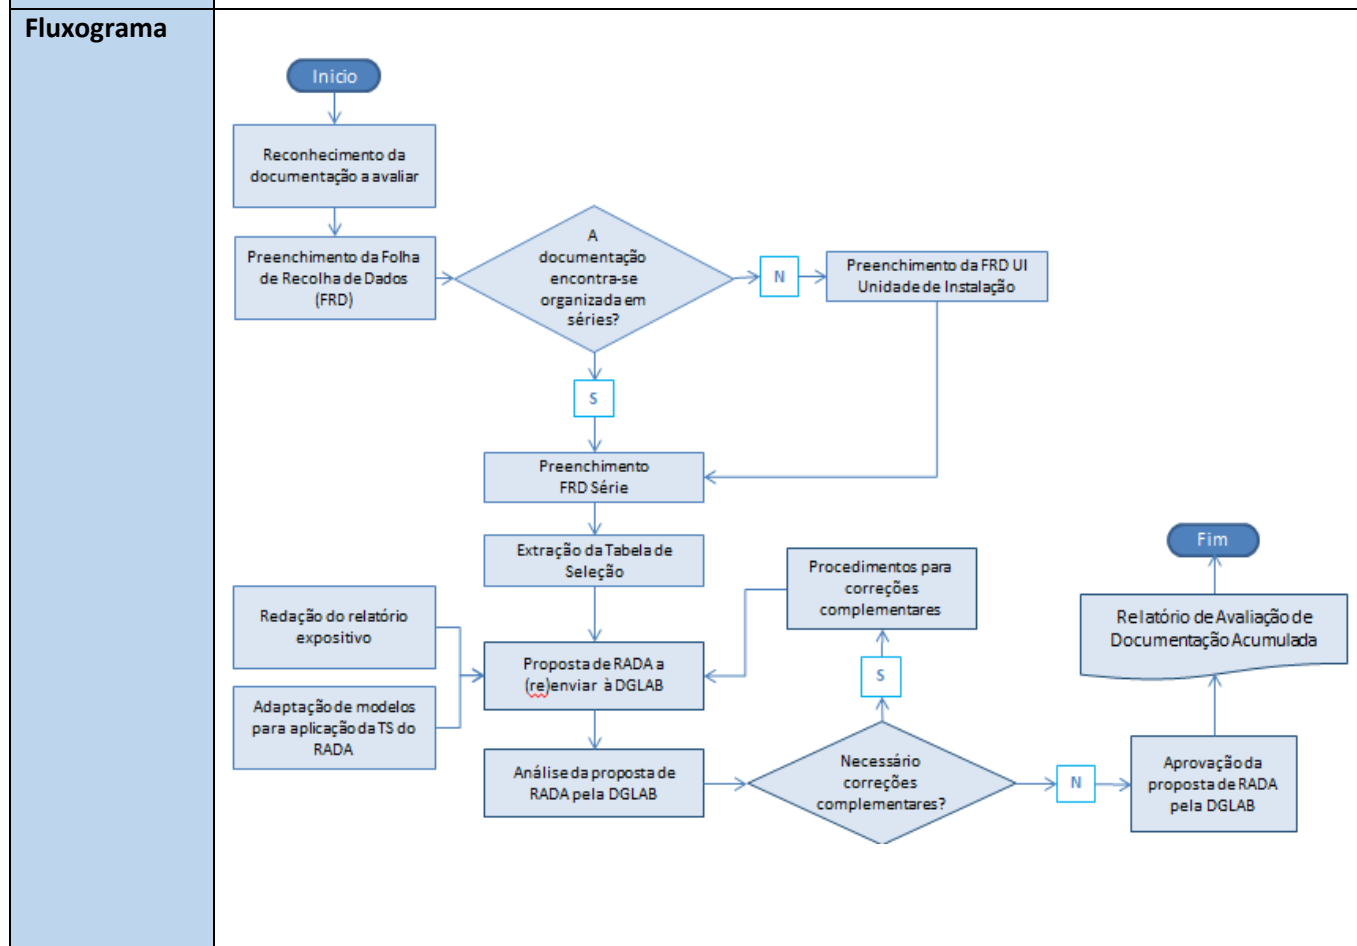 Fluxograma
Inicio
Reconhecimento da
documentação a avaliar
Preenchimento da Folha
de Recolha de Dados
(FRD)
A
documentação
encontra-se
organizada em
séries?
N
Preenchimento da FRD UI
Unidade de Instalação
S
Preenchimento
FRD Série
Extração da Tabela de
Seleção
Redação do relatório
expositivo
Adaptação de modelos
para aplicação da TS do
RADA
Proposta de RADA a
(re)enviar à DGLAB
Procedimentos para
correções
complementares
S
Análise da proposta de
RADA pela DGLAB
Necessário
correções
complementares?
N
Aprovação da
proposta de RADA
pela DGLAB
Relatório de Avaliação de
Documentação Acumulada
Fim